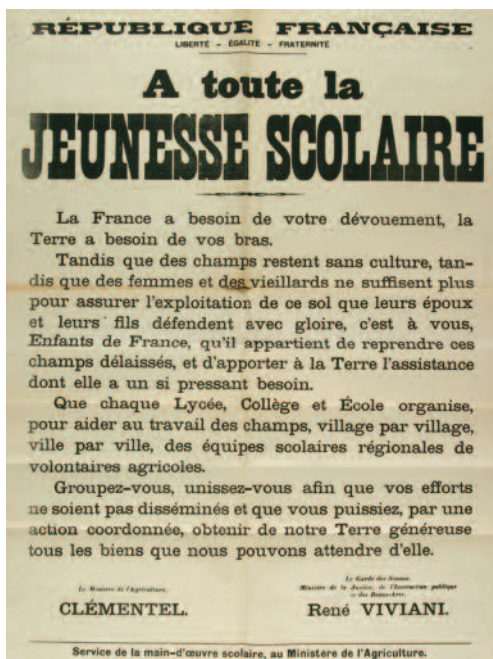 RÉPUBLIQUE FRANÇAISE
LIBERTÉ – ÉGALITÉ – FRATERNITÉ
A toute la
JEUNESSE SCOLAIRE
La France a besoin de votre dévouement, la
Terre a besoin de vos bras.
Tandis que des champs restent sans culture, tan-
dis que des femmes et des vieillards ne suffisent plus
pour assurer l'exploitation de ce sol que leurs époux
et leurs fils défendent avec gloire, c'est à vous,
Enfants de France, qu'il appartient de reprendre ces
champs délaissés, et d'apporter à la Terre l'assistance
dont elle a un si pressant besoin.
Que chaque Lycée, Collège et École organise,
pour aider au travail des champs, village par village,
ville par ville, des équipes scolaires régionales de
volontaires agricoles.
Groupez-vous, unissez-vous afin que vos efforts
ne soient pas disséminés et que vous puissiez, par une
action coordonnée, obtenir de notre Terre généreuse
tous les biens que nous pouvons attendre d'elle.
Le Ministre de l'Agriculture,
CLÉMENTEL.
Le Garde des Sceaux,
Ministre de la Justice, de l'Instruction publique
et des Beaux-Arts,
René VIVIANI.
Service de la main-d'œuvre scolaire, au Ministère de l'Agriculture.